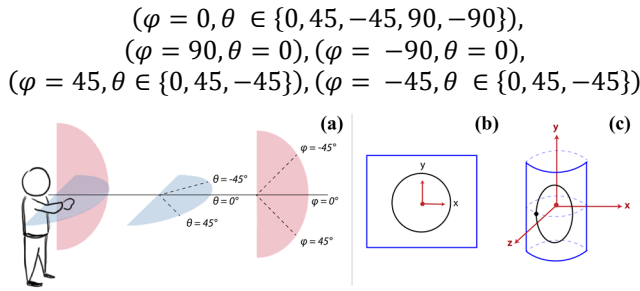 (φ = 0, θ ∈ {0, 45, −45, 90, −90}),
(φ = 90, θ = 0), (φ = −90, θ = 0),
(φ = 45, θ ∈ {0, 45, −45}), (φ = −45, θ ∈ {0, 45, −45})
(a)
(b)
(c)
θ = -45°
θ = 0°
θ = 45°
φ = -45°
φ = 0°
φ = 45°
y
x
y
x
z